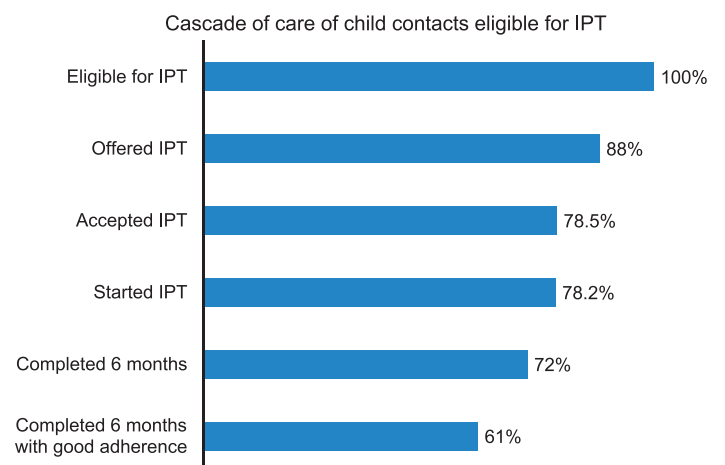 Cascade of care of child contacts eligible for IPT
Eligible for IPT
100%
Offered IPT
88%
Accepted IPT
78.5%
Started IPT
78.2%
Completed 6 months
72%
Completed 6 months
with good adherence
61%